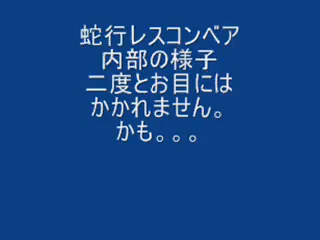 蛇行レスコンベア
内部の様子
二度とお目には
かかれません。
かも。。。